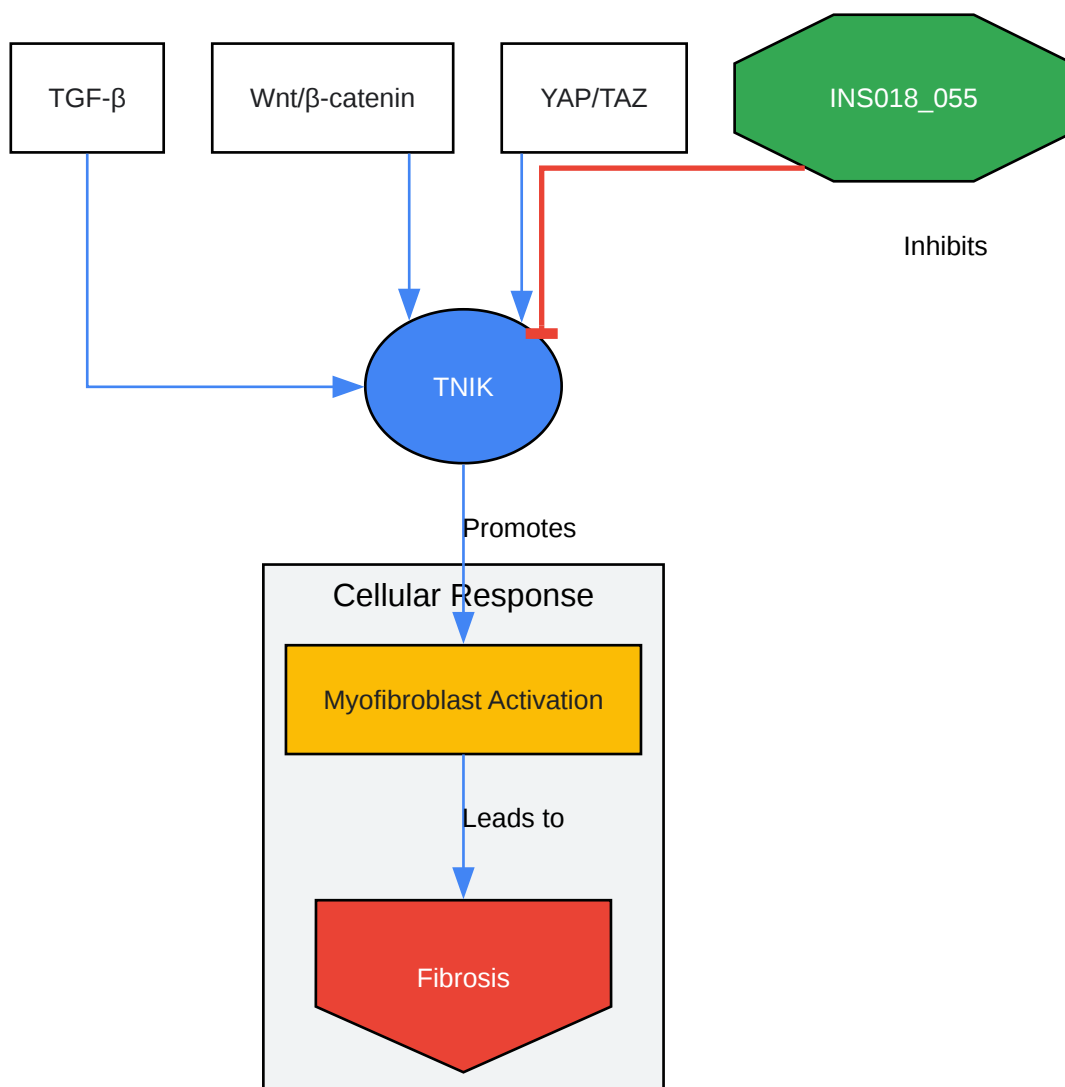 TGF-β
Wnt/β-catenin
YAP/TAZ
INS018_055
Inhibits
TNIK
Promotes
Cellular Response
Myofibroblast Activation
Leads to
Fibrosis